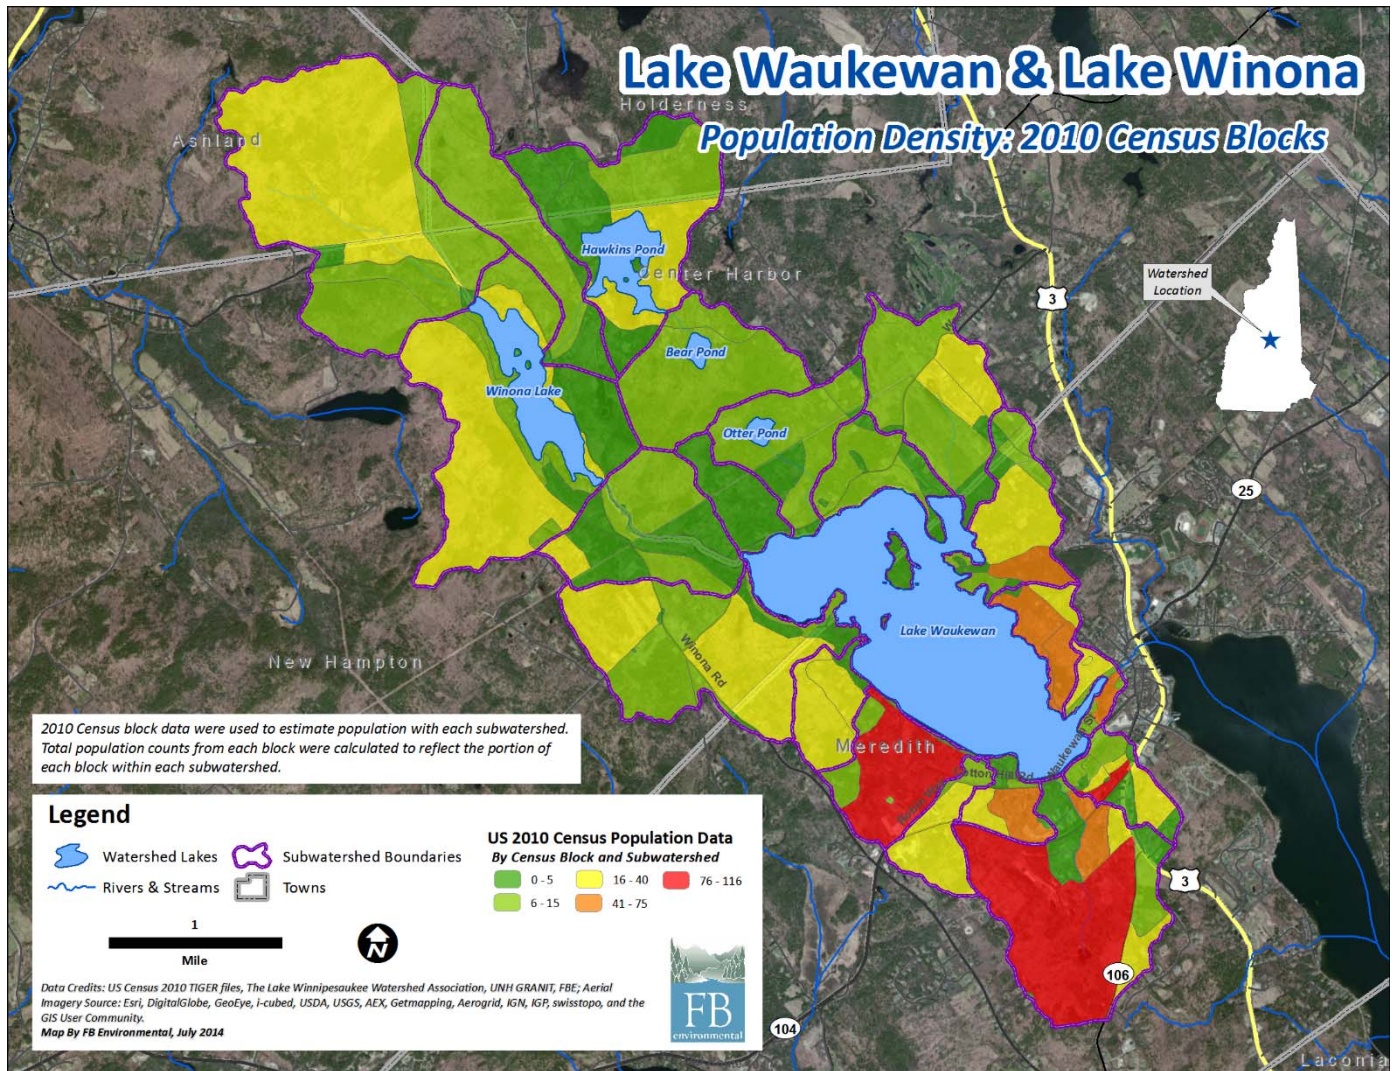 Lake Waukewan & Lake Winona
Population Density: 2010 Census Blocks
Holderness
Ashland
Hawkins Pond
Center Harbor
Watershed
Location
3
Bear Pond
Winona Lake
Otter Pond
25
Lake Waukewan
New Hampton
Winona Rd
Waukewan St
Meredith
Hill Rd
3
106
104
Laconia
2010 Census block data were used to estimate population with each subwatershed.
Total population counts from each block were calculated to reflect the portion of
each block within each subwatershed.
Legend
Watershed Lakes
Subwatershed Boundaries
Rivers & Streams
Towns
1
Mile
N
US 2010 Census Population Data
By Census Block and Subwatershed
0 - 5
16 - 40
76 - 116
6 - 15
41 - 75
Data Credits: US Census 2010 TIGER files, The Lake Winnipesaukee Watershed Association, UNH GRANIT, FBE; Aerial
Imagery Source: Esri, DigitalGlobe, GeoEye, i-cubed, USDA, USGS, AEX, Getmapping, Aerogrid, IGN, IGP, swisstopo, and the
GIS User Community.
Map By FB Environmental, July 2014
FB
environmental